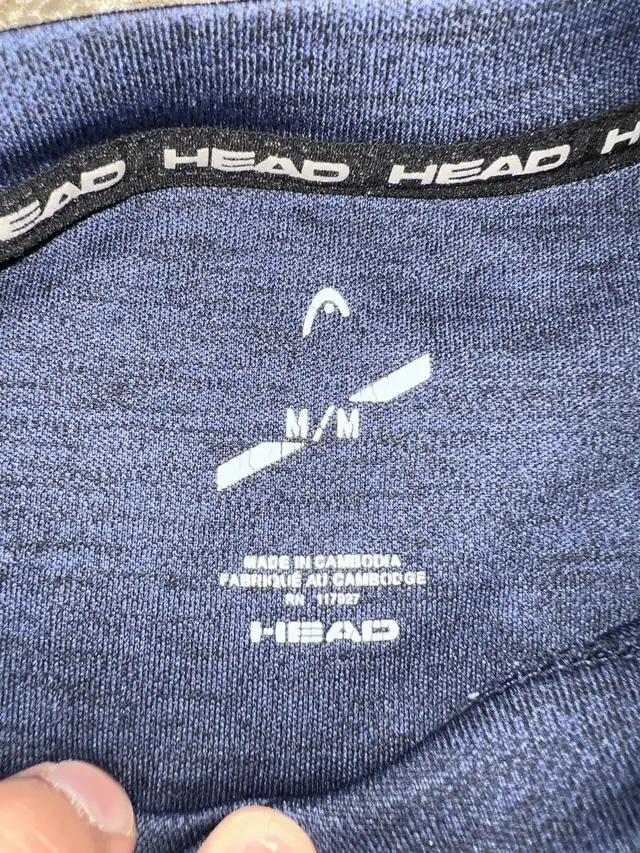 HEAD HEAD HEAD
M/M
MADE IN CAMBODIA
FABRIQUÉ AU CAMBODGE
RN 117927
HEAD